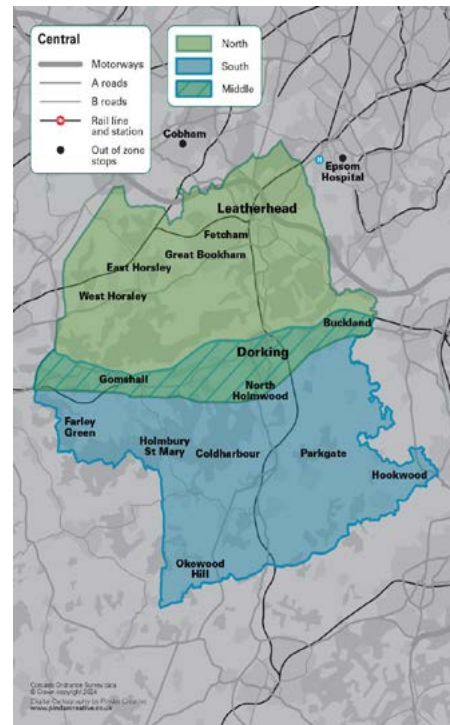 Central
Motorways
A roads
B roads
Rail line
and station
Out of zone
stops
North
South
Middle
Cobham
H
Epsom
Hospital
Leatherhead
Fetcham
Great Bookham
East Horsley
West Horsley
Buckland
Dorking
Gomshall
North
Holmwood
Farley
Green
Holmbury
St Mary
Coldharbour
Parkgate
Hookwood
Okewood
Hill
Contains Ordnance Survey data
© Crown copyright 2024
Digital Cartography by Pindar Creative
www.pindarcreative.co.uk